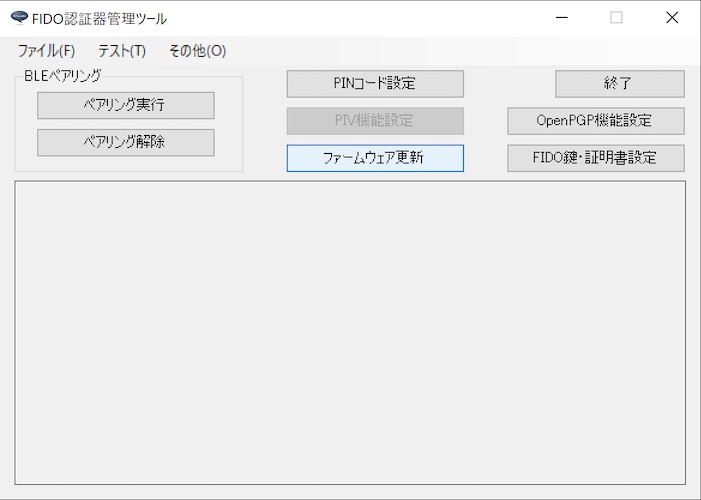 FIDO認証器管理ツール
ファイル(F) テスト(T) その他(O)
BLEペアリング
ペアリング実行
ペアリング解除
PINコード設定
PIV機能設定
ファームウェア更新
終了
OpenPGP機能設定
FIDO鍵・証明書設定